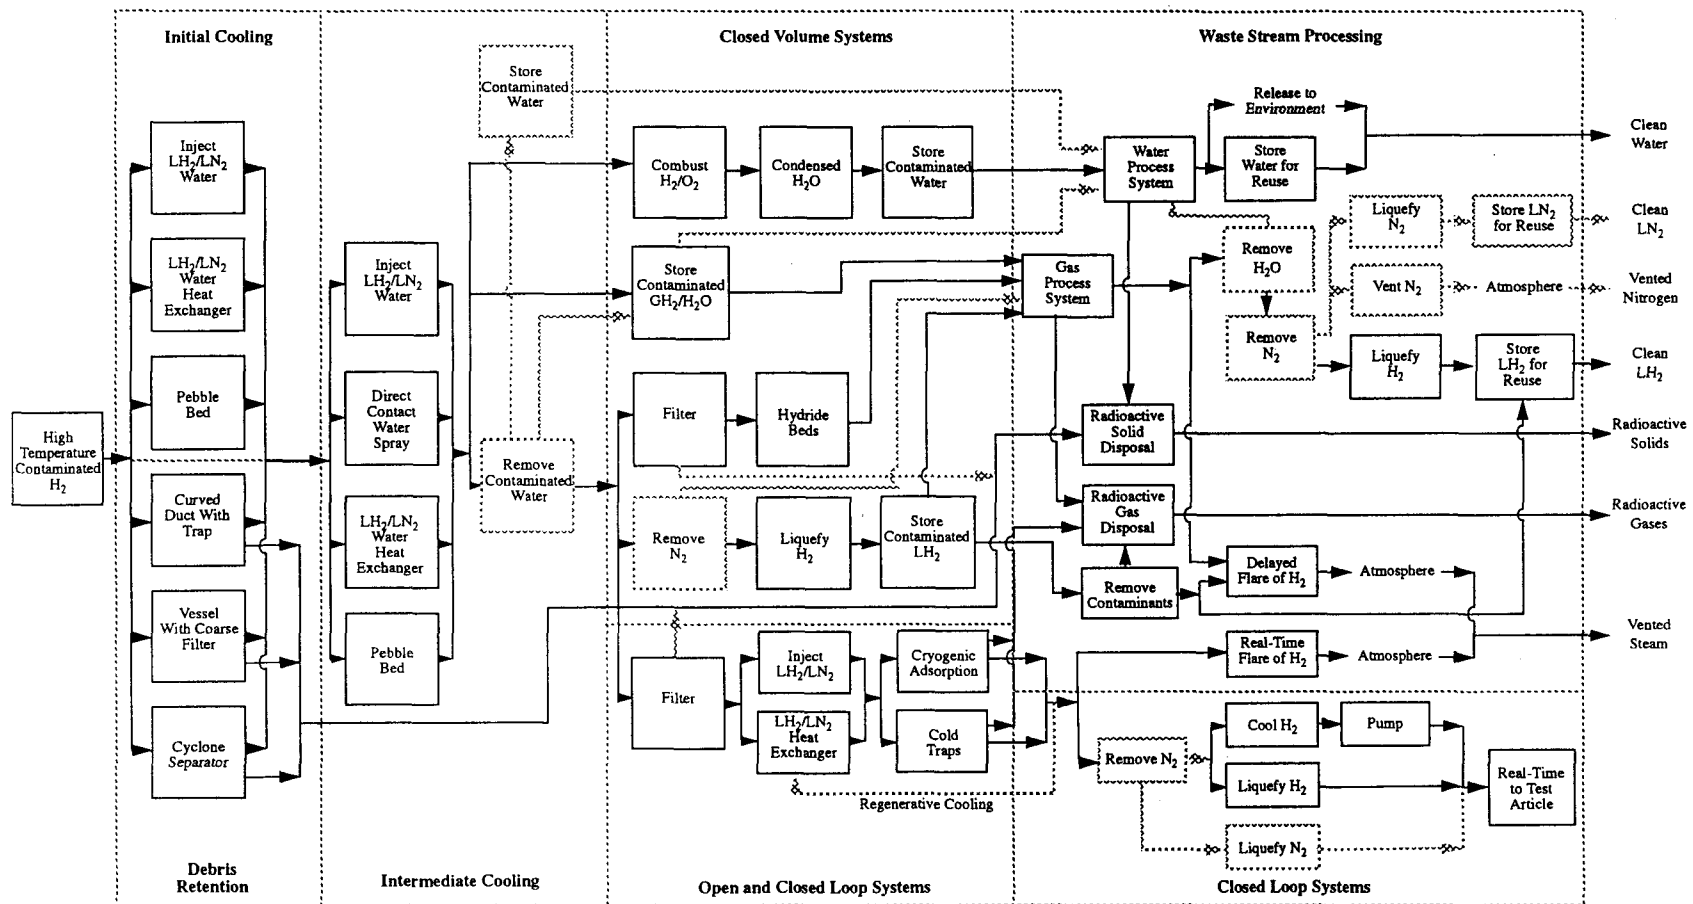 Initial Cooling
Closed Volume Systems
Waste Stream Processing
Store
Contaminated
Water
Release to
Environment
Clean
Water
Inject
LH2/LN2
Water
Combust
H2/O2
Condensed
H2O
Store
Contaminated
Water
Water
Process
System
Store
Water for
Reuse
Liquefy
N2
Store LN2
for Reuse
Clean
LN2
LH2/LN2
Water
Heat
Exchanger
Inject
LH2/LN2
Water
Store
Contaminated
GH2/H2O
Gas
Process
System
Remove
H2O
Vent N2
Atmosphere
Vented
Nitrogen
Remove
N2
Liquefy
H2
Store
LH2 for
Reuse
Clean
LH2
Pebble
Bed
Direct
Contact
Water
Spray
Filter
Hydride
Beds
Radioactive
Solid
Disposal
Radioactive
Solids
High
Temperature
Contaminated
H2
Remove
Contaminated
Water
Curved
Duct With
Trap
LH2/LN2
Water
Heat
Exchanger
Remove
N2
Liquefy
H2
Store
Contaminated
LH2
Radioactive
Gas
Disposal
Radioactive
Gases
Remove
Contaminants
Delayed
Flare of H2
Atmosphere
Vessel
With Coarse
Filter
Pebble
Bed
Filter
Inject
LH2/LN2
Cryogenic
Adsorption
Real-Time
Flare of H2
Atmosphere
Vented
Steam
Cyclone
Separator
LH2/LN2
Heat
Exchanger
Cold
Traps
Cool H2
Pump
Remove N2
Liquefy H2
Real-Time
to Test
Article
Regenerative Cooling
Liquefy N2
Debris
Retention
Intermediate Cooling
Open and Closed Loop Systems
Closed Loop Systems